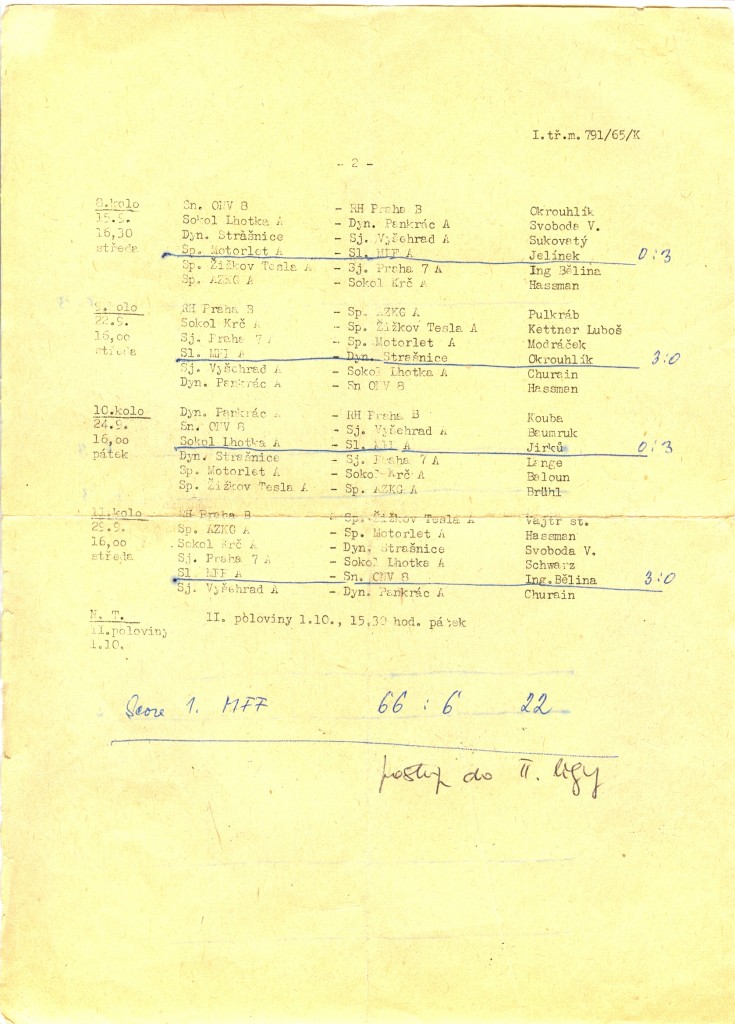 I.tř.m. 791/65/K
- 2 -
8.kolo Sn. ONV 8 - RH Praha B Okrouhlík
15.9. Sokol Lhotka A - Dyn. Pankrác A Svoboda V.
16,30 Dyn. Strašnice - Sj. Vyšehrad A Sukovatý
středa Sp. Motorlet A - Sl. MFF A Jelínek 0:3
Sp. Žižkov Tesla A - Sj. Praha 7 A Ing Bělina
Sp. AZKG A - Sokol Krč A Hassman
9.kolo RH Praha B - Sp. AZKG A Pulkráb
22.9. Sokol Krč A - Sp. Žižkov Tesla A Kettner Luboš
16,00 Sj. Praha 7 A - Sp. Motorlet A Modráček
středa Sl. MFF A - Dyn. Strašnice Okrouhlík 3:0
Sj. Vyšehrad A - Sokol Lhotka A Churain
Dyn. Pankrác A - Sn ONV 8 Hassman
10.kolo Dyn. Pankrác A - RH Praha B Kouba
24.9. Sn. ONV 8 - Sj. Vyšehrad A Baumruk
16,00 Sokol Lhotka A - Sl. MFF A Jirků 0:3
pátek Dyn. Strašnice - Sj. Praha 7 A Lange
Sp. Motorlet A - Sokol Krč A Baloun
Sp. Žižkov Tesla A - Sp. AZKG A Brühl
11.kolo RH Praha B - Sp. Žižkov Tesla A Vajtr st.
29.9. Sp. AZKG A - Sp. Motorlet A Hassman
16,00 Sokol Krč A - Dyn. Strašnice Svoboda V.
středa Sj. Praha 7 A - Sokol Lhotka A Schwarz
Sl. MFF A - Sn. ONV 8 Ing.Bělina 3:0
Sj. Vyšehrad A - Dyn. Pankrác A Churain
N. T. II. poloviny 1.10., 15,30 hod. pátek
II.poloviny
1.10.
Score 1. MFF 66 : 6 22
postup do II. ligy